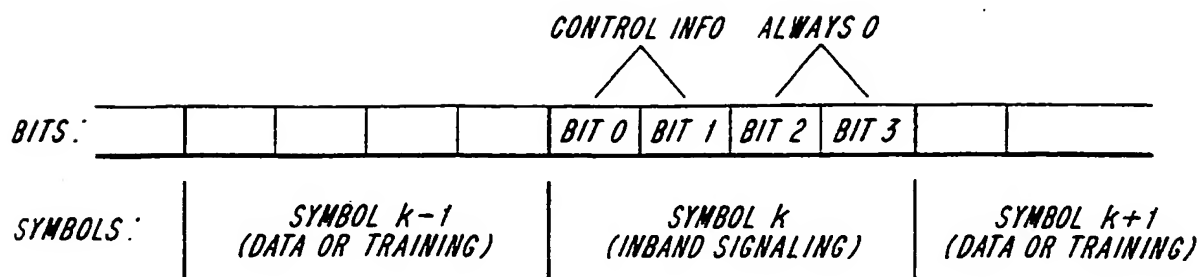 CONTROL INFO ALWAYS 0
BITS: BIT 0 BIT 1 BIT 2 BIT 3
SYMBOLS: SYMBOL k-1 SYMBOL k SYMBOL k+1
(DATA OR TRAINING) (INBAND SIGNALING) (DATA OR TRAINING)